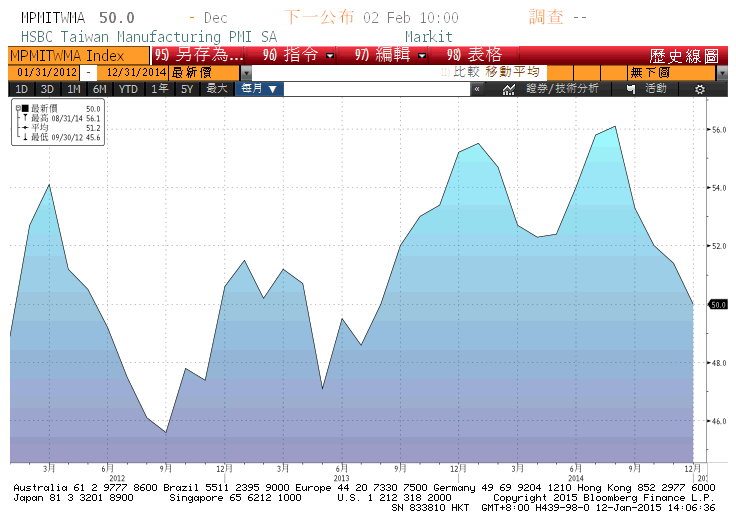 MPMITWMA 50.0 - Dec 下一公布 02 Feb 10:00 調查 --
HSBC Taiwan Manufacturing PMI SA Markit
MPMITWMA Index 95) 另存為... 96) 指令 97) 編輯 98) 表格 歷史線圖
01/31/2012 - 12/31/2014 最新價 比較 移動平均 無下圖
1D 3D 1M 6M YTD 1年 5Y 最大 每月 ▼ « 證券/技術分析 活動
最新價 50.0
最高 08/31/14 56.1
平均 51.2
最低 09/30/12 45.6
56.0
54.0
52.0
50.0
48.0
46.0
3月 6月 9月 12月 3月 6月 9月 12月 3月 6月 9月 12月
2012 2013 2014
Australia 61 2 9777 8600 Brazil 5511 2395 9000 Europe 44 20 7330 7500 Germany 49 69 9204 1210 Hong Kong 852 2977 6000
Japan 81 3 3201 8900 Singapore 65 6212 1000 U.S. 1 212 318 2000 Copyright 2015 Bloomberg Finance L.P.
SN 833810 HKT GMT+8:00 H439-98-0 12-Jan-2015 14:06:36